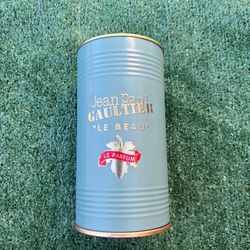 Jean Paul
GAULTIER
"LE BEAU"
LE PARFUM